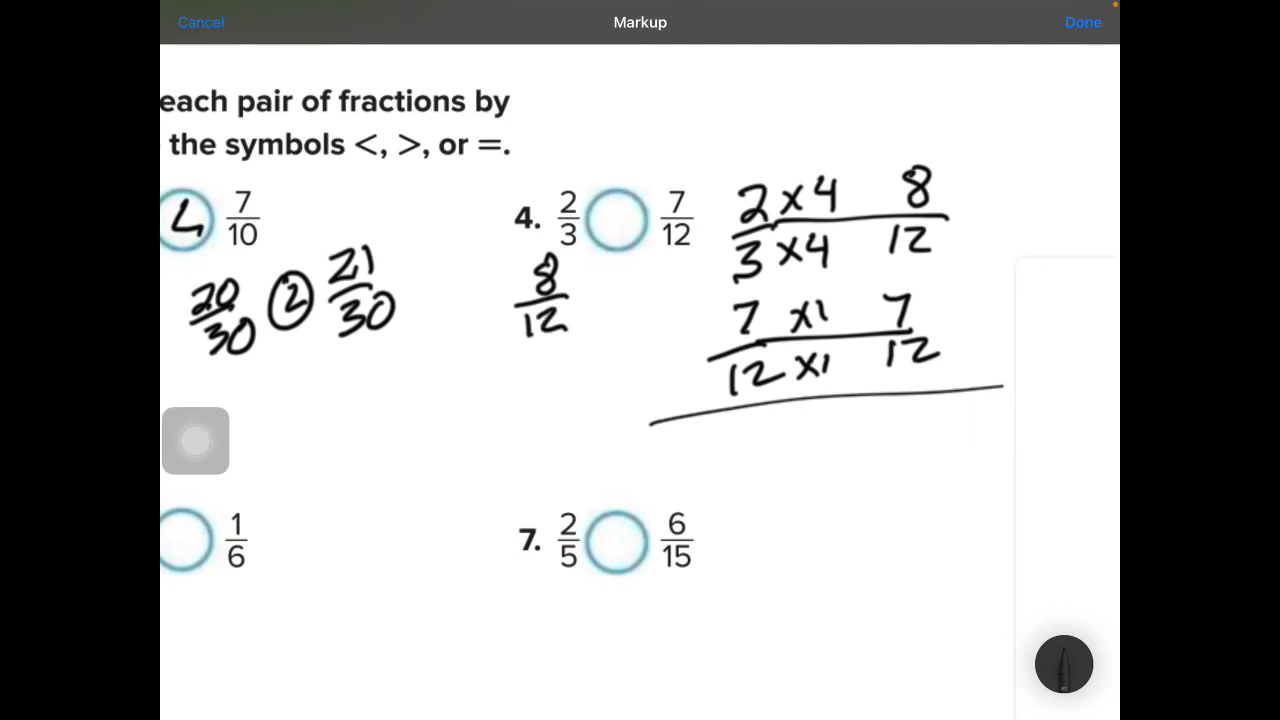 Cancel Markup Done
each pair of fractions by
the symbols <, >, or =.
7/10
4. 2/3 7/12
2/3 ×4/×4 8/12
20/30 < 21/30
8/12
7/12 ×1/×1 7/12
1/6
7. 2/5 6/15